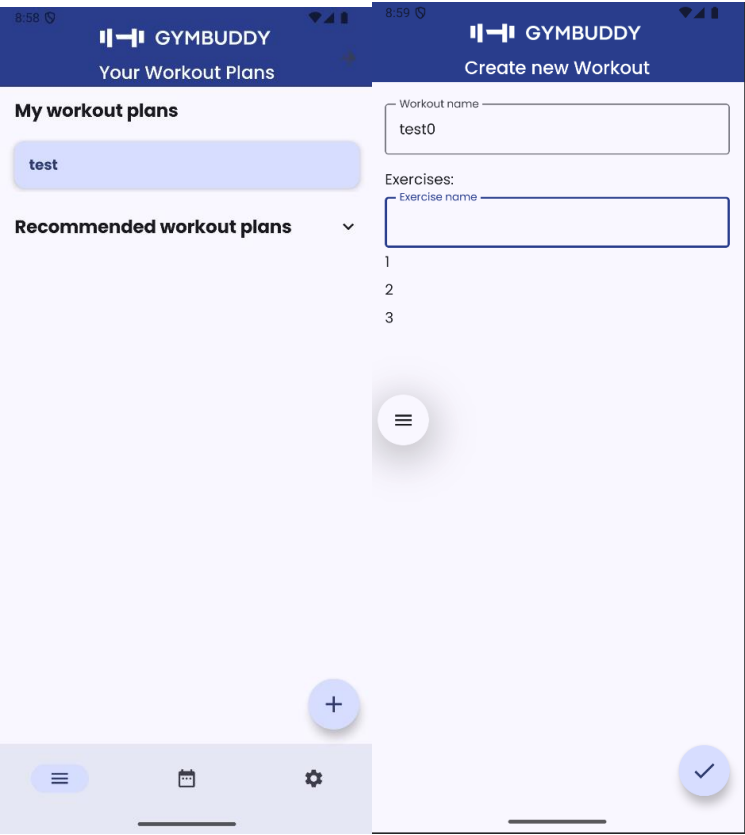 8:58
GYMBUDDY
Your Workout Plans
My workout plans
test
Recommended workout plans
8:59
GYMBUDDY
Create new Workout
Workout name
test0
Exercises:
Exercise name
1
2
3